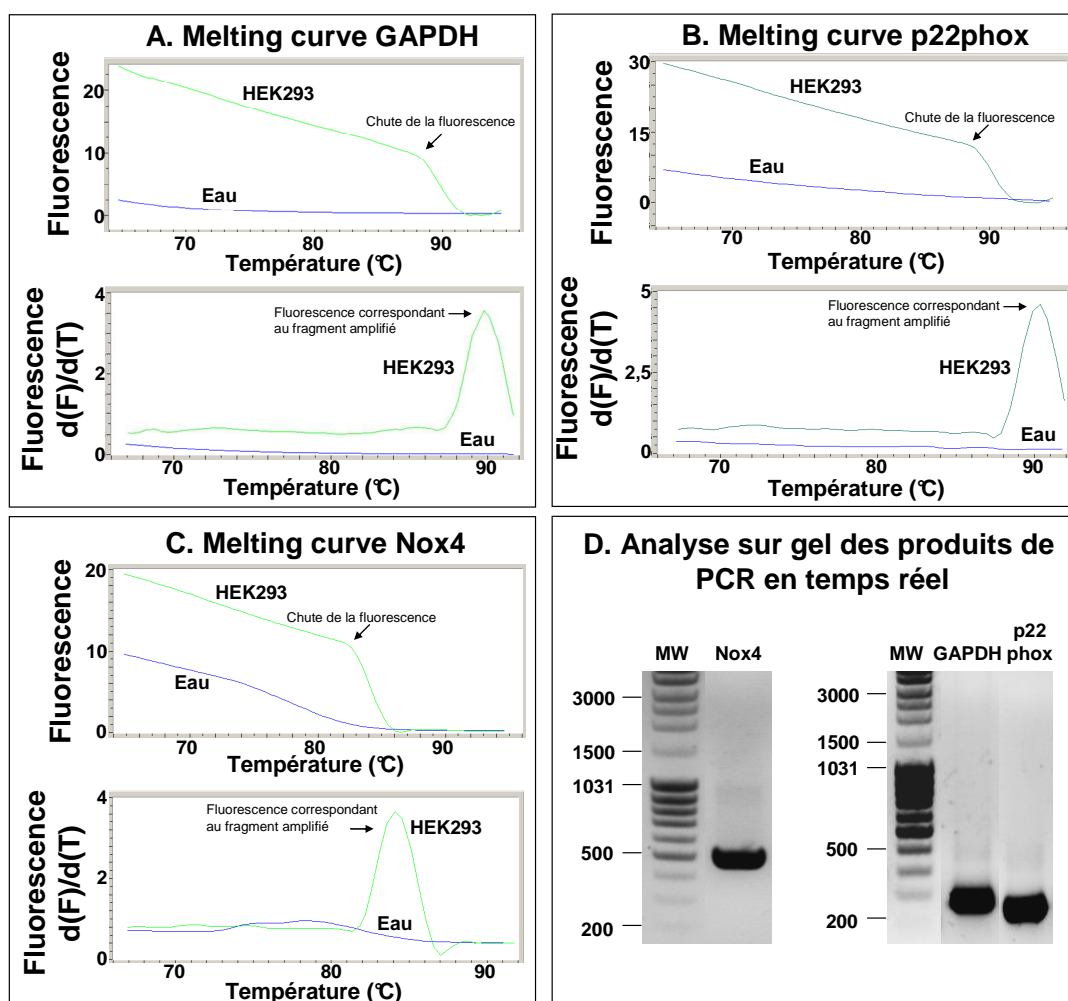 A. Melting curve GAPDH
Fluorescence
20
10
0
HEK293
Chute de la fluorescence
Eau
70 80 90
Température (°C)
Fluorescence
d(F)/d(T)
4
2
0
Fluorescence correspondant
au fragment amplifié
HEK293
Eau
70 80 90
Température (°C)
B. Melting curve p22phox
Fluorescence
30
15
0
HEK293
Chute de la fluorescence
Eau
70 80 90
Température (°C)
Fluorescence
d(F)/d(T)
5
2,5
0
Fluorescence correspondant
au fragment amplifié
HEK293
Eau
70 80 90
Température (°C)
C. Melting curve Nox4
Fluorescence
20
10
0
HEK293
Chute de la fluorescence
Eau
70 80 90
Température (°C)
Fluorescence
d(F)/d(T)
4
2
0
Fluorescence correspondant
au fragment amplifié
HEK293
Eau
70 80 90
Température (°C)
D. Analyse sur gel des produits de
PCR en temps réel
MW Nox4
3000
1500
1031
500
200
p22
MW GAPDH phox
3000
1500
1031
500
200